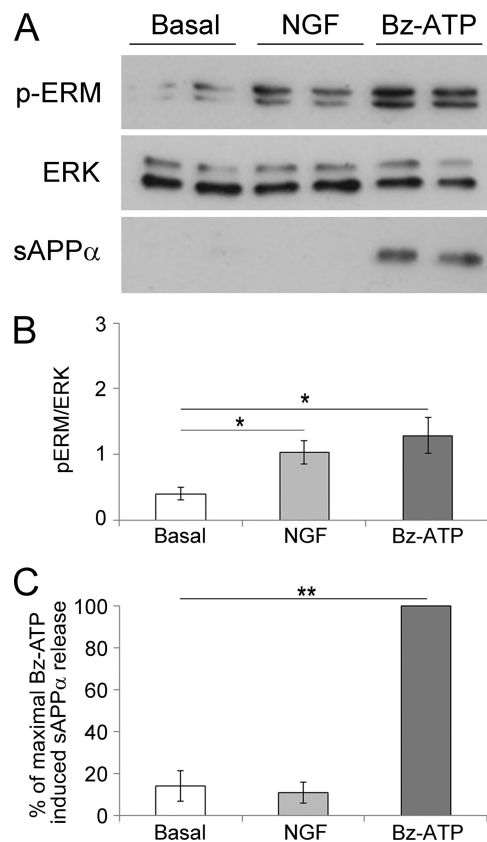 A
Basal NGF Bz-ATP
p-ERM
ERK
sAPPα
B
3
2
1
0
pERM/ERK
*
*
Basal NGF Bz-ATP
C
100
80
60
40
20
0
% of maximal Bz-ATP
induced sAPPα release
**
Basal NGF Bz-ATP